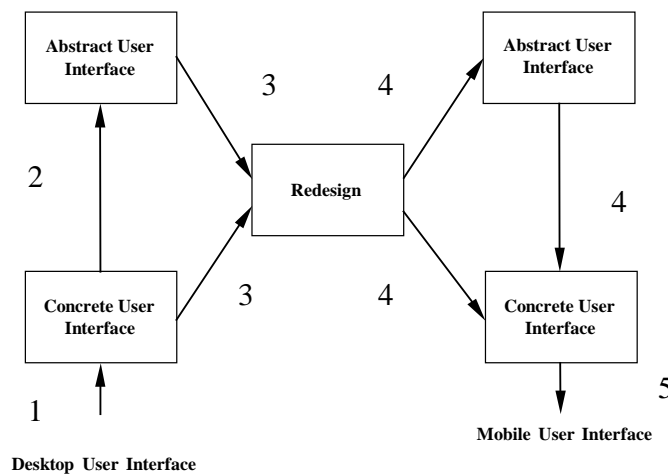 Abstract User
Interface
Abstract User
Interface
3
4
2
Redesign
4
Concrete User
Interface
3
4
Concrete User
Interface
1
5
Mobile User Interface
Desktop User Interface